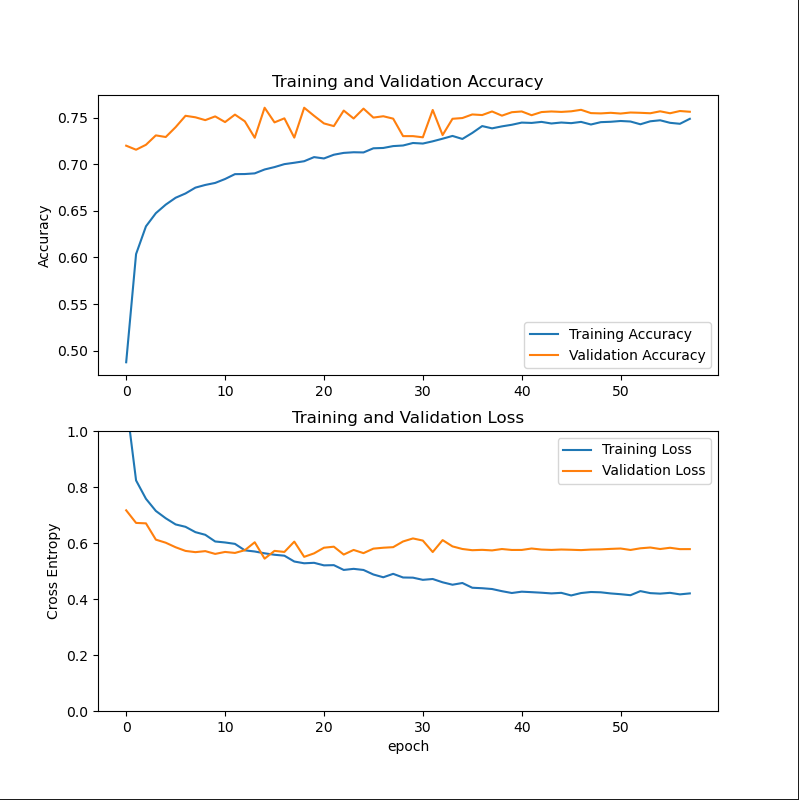 Training and Validation Accuracy
Accuracy
0.75
0.70
0.65
0.60
0.55
0.50
Training Accuracy
Validation Accuracy
0 10 20 30 40 50
Training and Validation Loss
Cross Entropy
1.0
0.8
0.6
0.4
0.2
0.0
Training Loss
Validation Loss
0 10 20 30 40 50
epoch